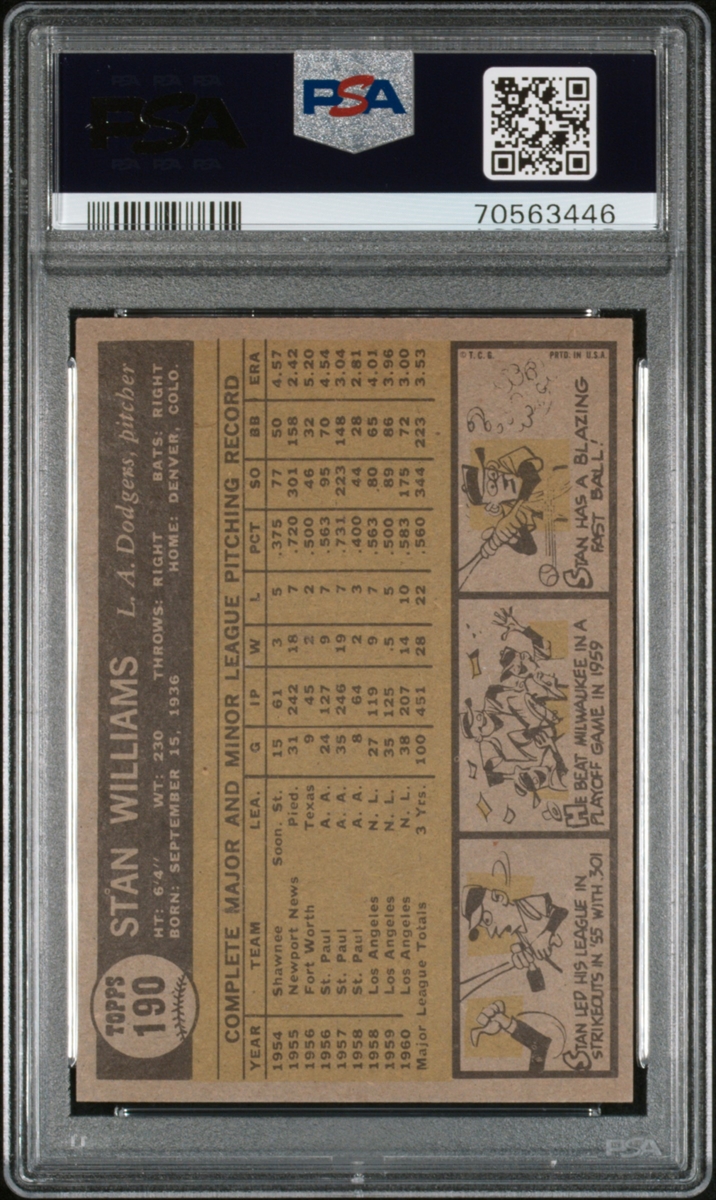 PSA
PSA
70563446
TOPPS
190
STAN WILLIAMS L. A. Dodgers, pitcher
HT: 6'4" WT: 230 THROWS: RIGHT BATS: RIGHT
BORN: SEPTEMBER 15, 1936 HOME: DENVER, COLO.
COMPLETE MAJOR AND MINOR LEAGUE PITCHING RECORD
YEAR TEAM LEA. G IP W L PCT SO BB ERA
1954 Shawnee Soon. St. 15 61 3 5 .375 77 50 4.57
1955 Newport News Pied. 31 242 18 7 .720 301 158 2.42
1956 Fort Worth Texas 9 45 2 2 .500 46 32 5.20
1956 St. Paul A. A. 24 127 9 7 .563 95 70 4.54
1957 St. Paul A. A. 35 246 19 7 .731 223 148 3.04
1958 St. Paul A. A. 8 64 2 3 .400 44 28 2.81
1958 Los Angeles N. L. 27 119 9 7 .563 80 65 4.01
1959 Los Angeles N. L. 35 125 5 5 .500 89 86 3.96
1960 Los Angeles N. L. 38 207 14 10 .583 175 72 3.00
Major League Totals 3 Yrs. 100 451 28 22 .560 344 223 3.53
STAN LED HIS LEAGUE IN
STRIKEOUTS IN '55 WITH 301
HE BEAT MILWAUKEE IN A
PLAYOFF GAME IN 1959
©T.C.G. PRTD. IN U.S.A.
STAN HAS A BLAZING
FAST BALL!
PSA